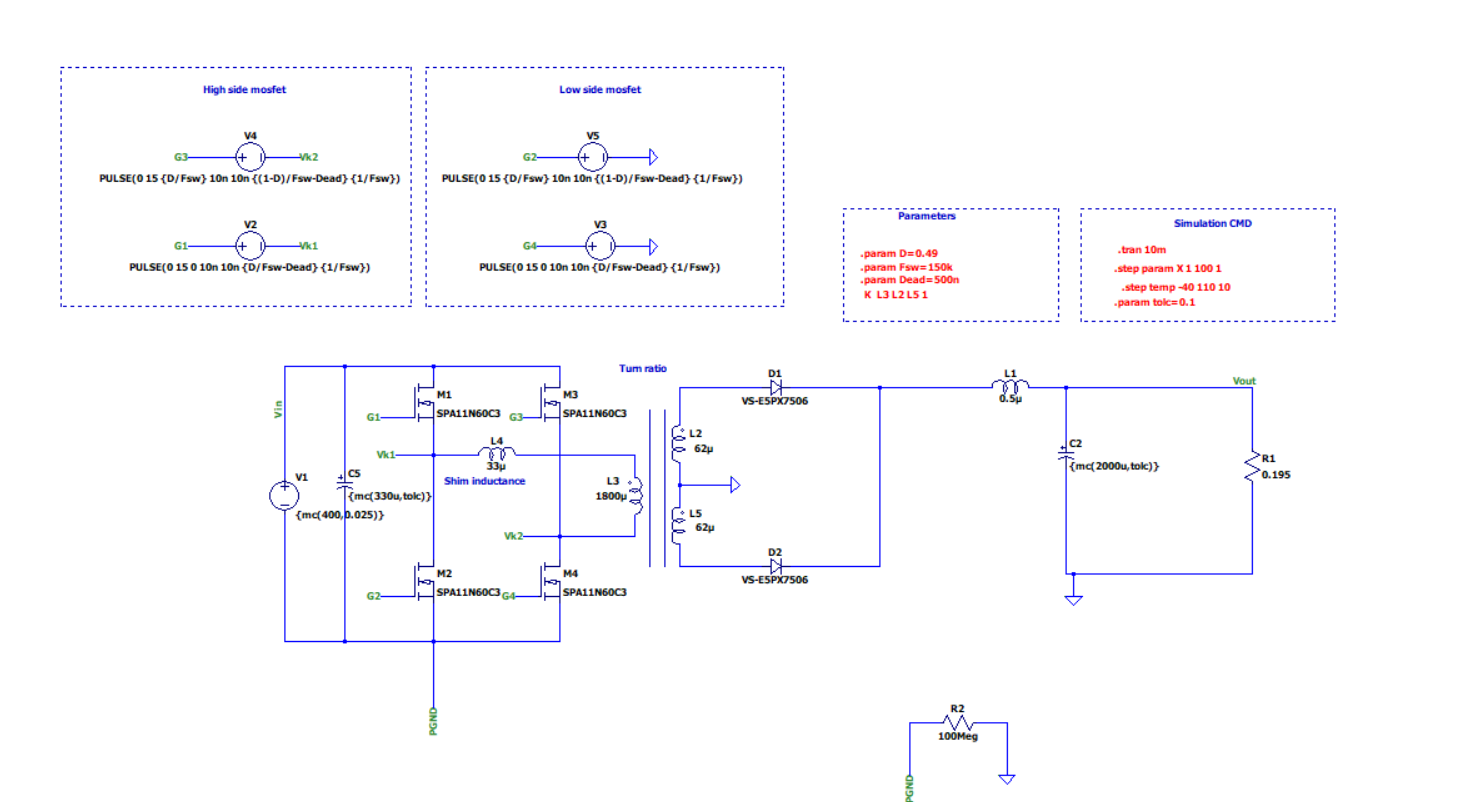 High side mosfet
Low side mosfet
V4
G3 + Vk2
PULSE(0 15 {D/Fsw} 10n 10n {(1-D)/Fsw-Dead} {1/Fsw})
V5
G2 +
PULSE(0 15 {D/Fsw} 10n 10n {(1-D)/Fsw-Dead} {1/Fsw})
V2
G1 + Vk1
PULSE(0 15 0 10n 10n {D/Fsw-Dead} {1/Fsw})
V3
G4 +
PULSE(0 15 0 10n 10n {D/Fsw-Dead} {1/Fsw})
Parameters
.param D=0.49
.param Fsw=150k
.param Dead=500n
K L3 L2 L5 1
Simulation CMD
.tran 10m
.step param X 1 100 1
.step temp -40 110 10
.param tolc=0.1
Vin
V1
{mc(400,0.025)}
C5
{mc(330u,tolc)}
M1
SPA11N60C3
G1
M3
SPA11N60C3
G3
Vk1
L4
33µ
Shim inductance
Vk2
M2
SPA11N60C3
G2
M4
SPA11N60C3
G4
PGND
Turn ratio
L3
1800µ
L2
62µ
L5
62µ
D1
VS-E5PX7506
D2
VS-E5PX7506
L1
0.5µ
Vout
C2
{mc(2000u,tolc)}
R1
0.195
R2
100Meg
PGND